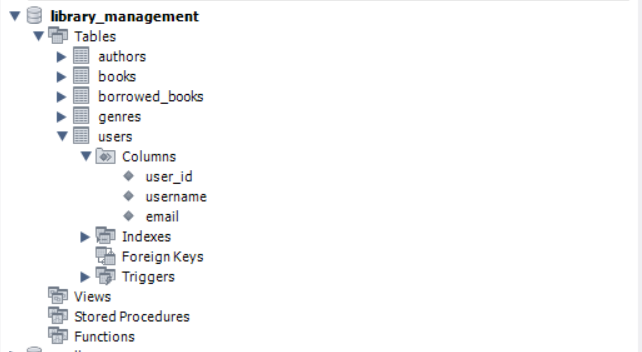 library_management
Tables
authors
books
borrowed_books
genres
users
Columns
user_id
username
email
Indexes
Foreign Keys
Triggers
Views
Stored Procedures
Functions